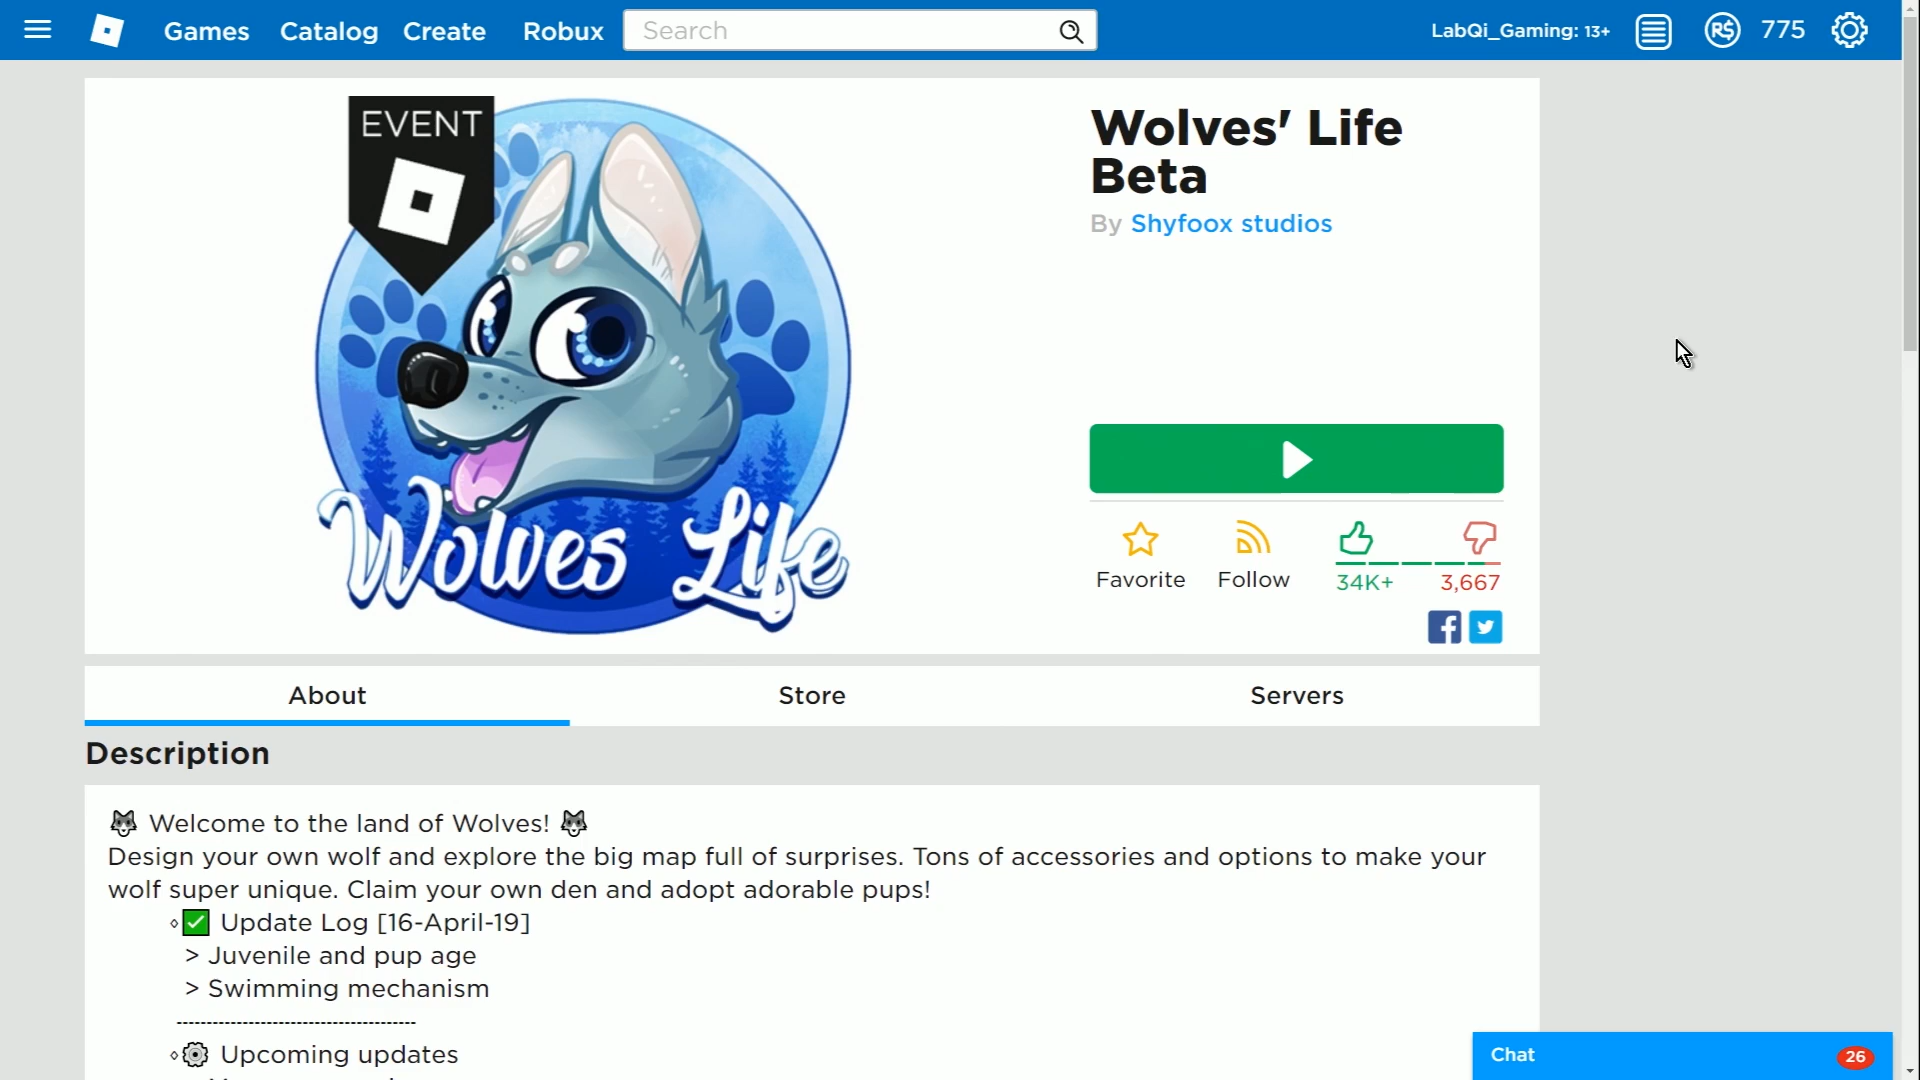 Games Catalog Create Robux Search LabQi_Gaming: 13+ R$ 775
EVENT
Wolves Life
Wolves' Life
Beta
By Shyfoox studios
Favorite Follow 34K+ 3,667
About Store Servers
Description
🐺 Welcome to the land of Wolves! 🐺
Design your own wolf and explore the big map full of surprises. Tons of accessories and options to make your
wolf super unique. Claim your own den and adopt adorable pups!
◊✅ Update Log [16-April-19]
> Juvenile and pup age
> Swimming mechanism
----------------------------------------
◊⚙ Upcoming updates
Chat 26